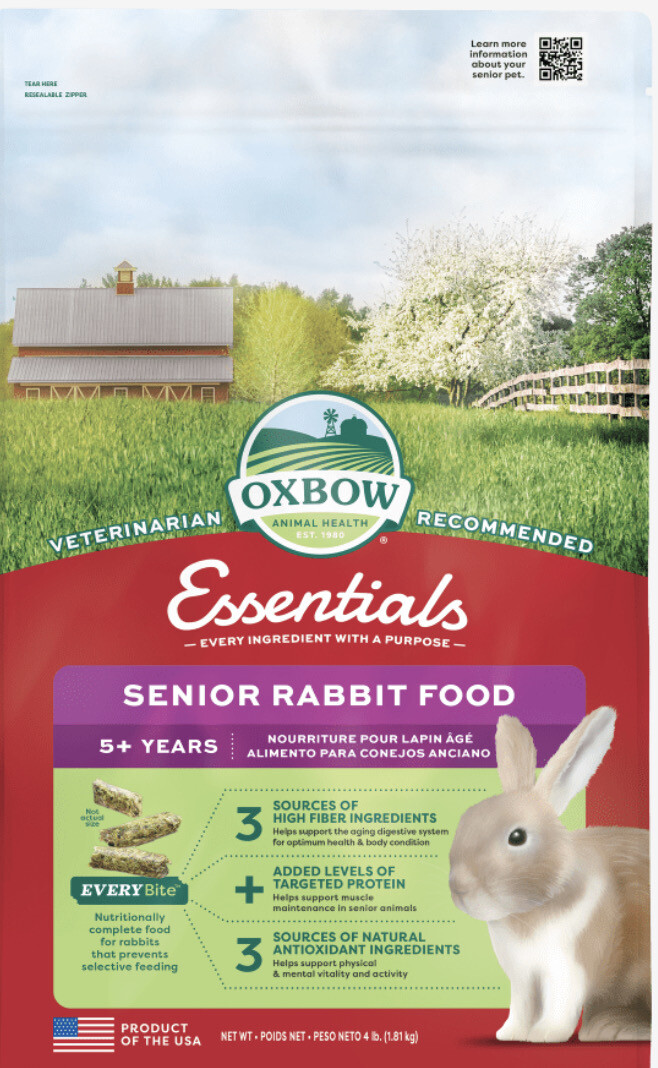 Learn more
information
about your
senior pet.
TEAR HERE
RESEALABLE ZIPPER
OXBOW
ANIMAL HEALTH
EST. 1980
®
VETERINARIAN RECOMMENDED
Essentials
— EVERY INGREDIENT WITH A PURPOSE —
SENIOR RABBIT FOOD
5+ YEARS
NOURRITURE POUR LAPIN ÂGÉ
ALIMENTO PARA CONEJOS ANCIANO
Not
actual
size
EVERYBite™
Nutritionally
complete food
for rabbits
that prevents
selective feeding
3 SOURCES OF
HIGH FIBER INGREDIENTS
Helps support the aging digestive system
for optimum health & body condition
+ ADDED LEVELS OF
TARGETED PROTEIN
Helps support muscle
maintenance in senior animals
3 SOURCES OF NATURAL
ANTIOXIDANT INGREDIENTS
Helps support physical
& mental vitality and activity
PRODUCT
OF THE USA
NET WT • POIDS NET • PESO NETO 4 lb. (1.81 kg)